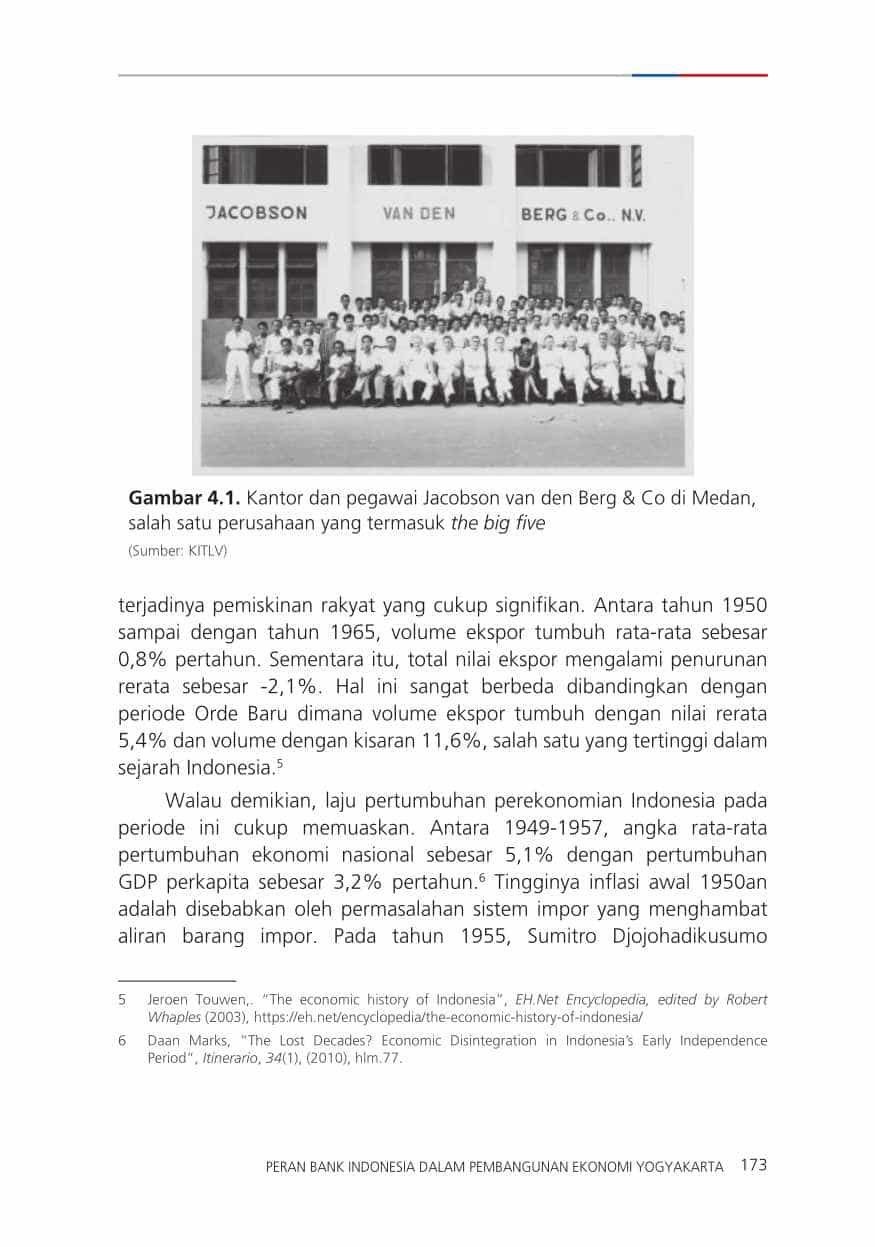 JACOBSON VAN DEN BERG & Co.. N.V.
Gambar 4.1. Kantor dan pegawai Jacobson van den Berg & Co di Medan,
salah satu perusahaan yang termasuk the big five
(Sumber: KITLV)
terjadinya pemiskinan rakyat yang cukup signifikan. Antara tahun 1950
sampai dengan tahun 1965, volume ekspor tumbuh rata-rata sebesar
0,8% pertahun. Sementara itu, total nilai ekspor mengalami penurunan
rerata sebesar -2,1%. Hal ini sangat berbeda dibandingkan dengan
periode Orde Baru dimana volume ekspor tumbuh dengan nilai rerata
5,4% dan volume dengan kisaran 11,6%, salah satu yang tertinggi dalam
sejarah Indonesia.5
Walau demikian, laju pertumbuhan perekonomian Indonesia pada
periode ini cukup memuaskan. Antara 1949-1957, angka rata-rata
pertumbuhan ekonomi nasional sebesar 5,1% dengan pertumbuhan
GDP perkapita sebesar 3,2% pertahun.6 Tingginya inflasi awal 1950an
adalah disebabkan oleh permasalahan sistem impor yang menghambat
aliran barang impor. Pada tahun 1955, Sumitro Djojohadikusumo
5 Jeroen Touwen,. “The economic history of Indonesia”, EH.Net Encyclopedia, edited by Robert
Whaples (2003), https://eh.net/encyclopedia/the-economic-history-of-indonesia/
6 Daan Marks, “The Lost Decades? Economic Disintegration in Indonesia’s Early Independence
Period”, Itinerario, 34(1), (2010), hlm.77.
PERAN BANK INDONESIA DALAM PEMBANGUNAN EKONOMI YOGYAKARTA 173